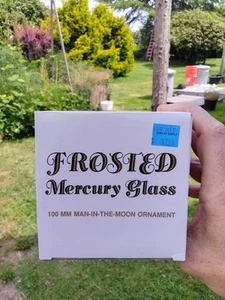 FROSTED
Mercury Glass
100 MM MAN-IN-THE-MOON ORNAMENT